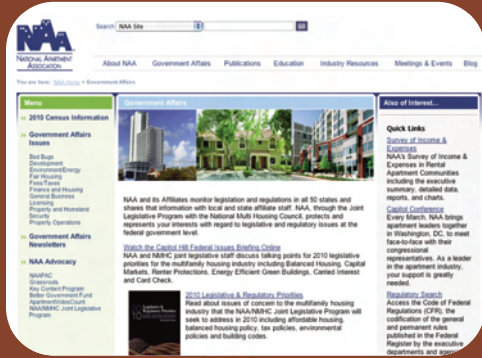 Search NAA Site GO
NAA
NATIONAL APARTMENT
ASSOCIATION
About NAA Government Affairs Publications Education Industry Resources Meetings & Events Blog
You are here: NAA Home > Government Affairs
Menu
» 2010 Census Information
» Government Affairs
Issues
Bed Bugs
Development
Environment/Energy
Fair Housing
Fees/Taxes
Finance and Housing
General Business
Licensing
Property and Homeland
Security
Property Operations
» Government Affairs
Newsletters
» NAA Advocacy
NAAPAC
Grassroots
Key Contact Program
Better Government Fund
ApartmentVotesCount
NAA/NMHC Joint Legislative
Program
Government Affairs
NAA and its Affiliates monitor legislation and regulations in all 50 states and
shares that information with local and state affiliate staff. NAA, through the Joint
Legislative Program with the National Multi Housing Council, protects and
represents your interests with regard to legislative and regulatory issues at the
federal government level.
Watch the Capitol Hill Federal Issues Briefing Online
NAA and NMHC joint legislative staff discuss talking points for 2010 legislative
priorities for the multifamily housing industry including Balanced Housing, Capital
Markets, Renter Protections, Energy Efficient Green Buildings, Carried Interest
and Card Check.
2010 Legislative & Regulatory Priorities
Read about issues of concern to the multifamily housing
industry that the NAA/NMHC Joint Legislative Program will
seek to address in 2010 including affordable housing,
balanced housing policy, tax policies, environmental
policies and building codes.
Also of Interest...
Quick Links
Survey of Income &
Expenses
NAA's Survey of Income &
Expenses in Rental
Apartment Communities
including the executive
summary, detailed data,
reports, and charts.
Capitol Conference
Every March, NAA brings
apartment leaders together
in Washington, DC, to meet
face-to-face with their
congressional
representatives. As a leader
in the apartment industry,
your support is greatly
needed.
Regulatory Search
Access the Code of Federal
Regulations (CFR), the
codification of the general
and permanent rules
published in the Federal
Register by the executive
departments and